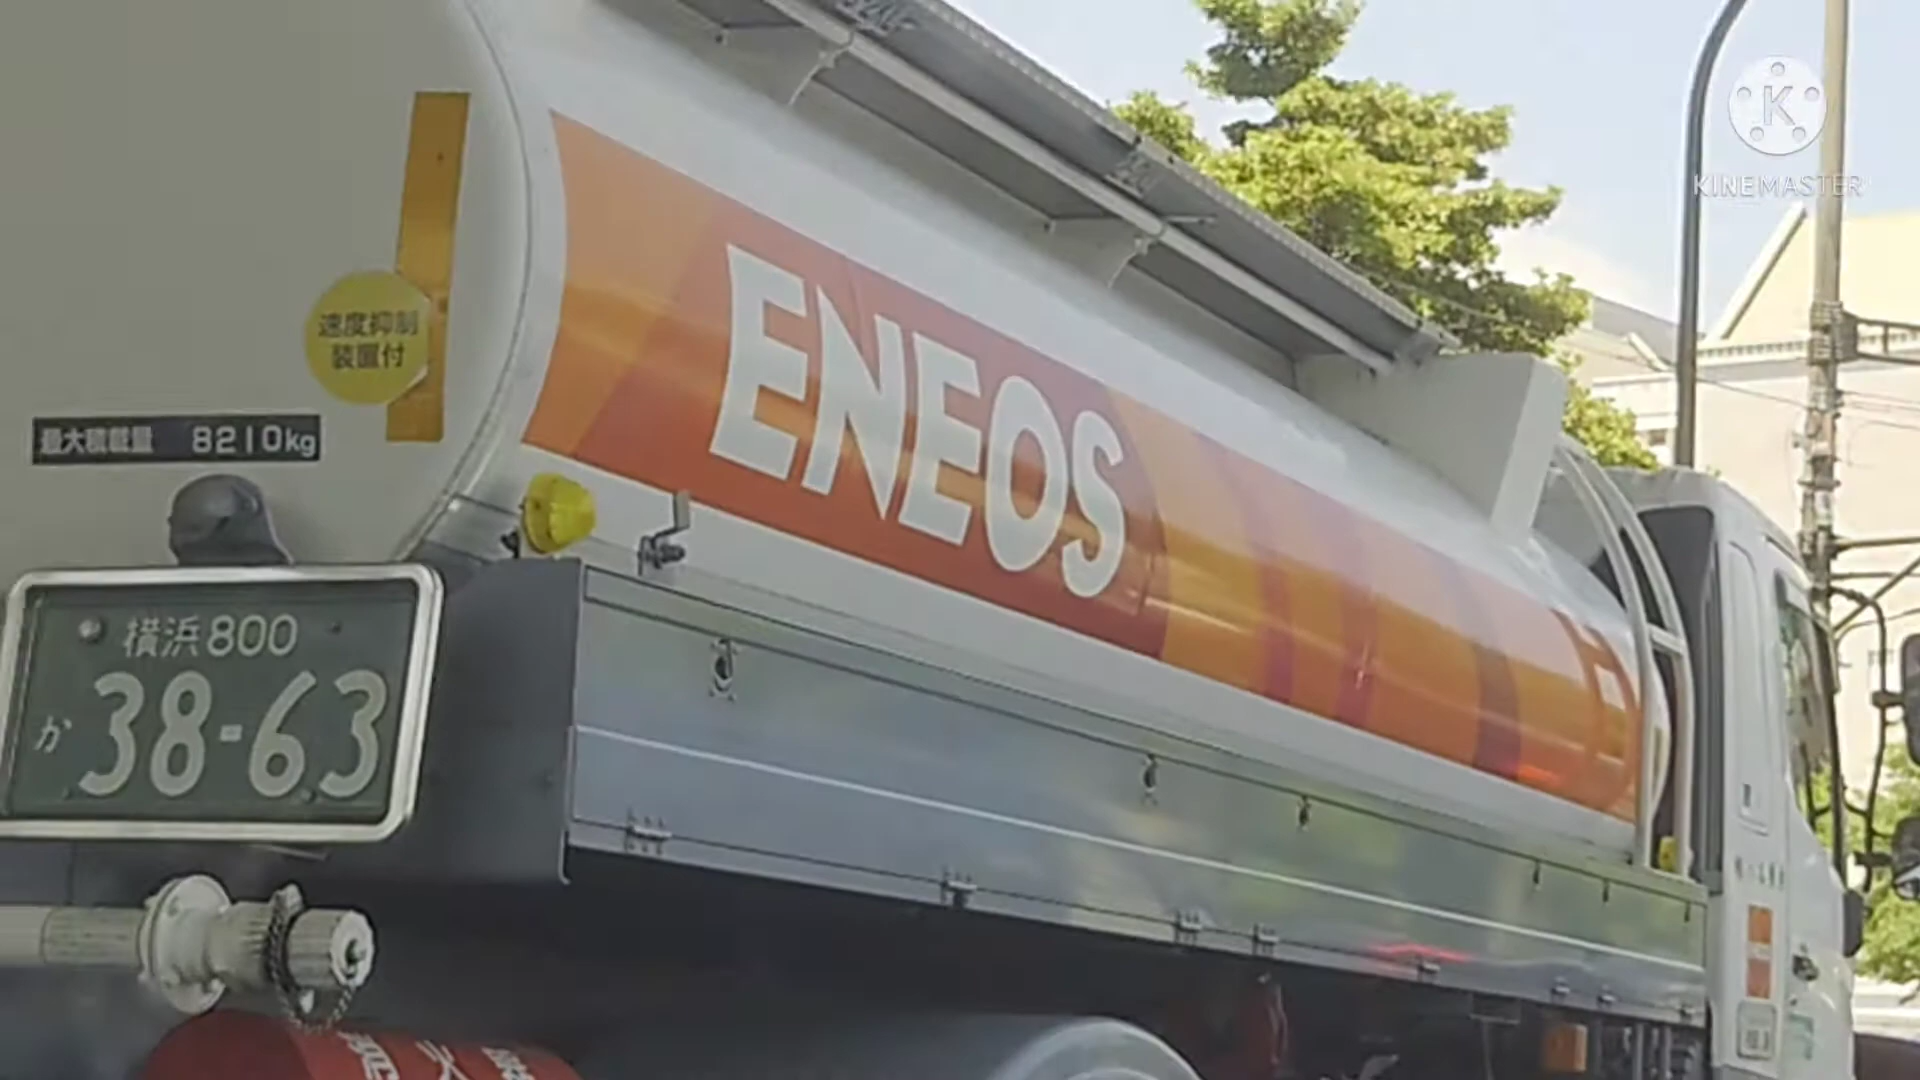 速度抑制
装置付
最大積載量 8210kg
ENEOS
横浜800
か 38-63
K
KINEMASTER